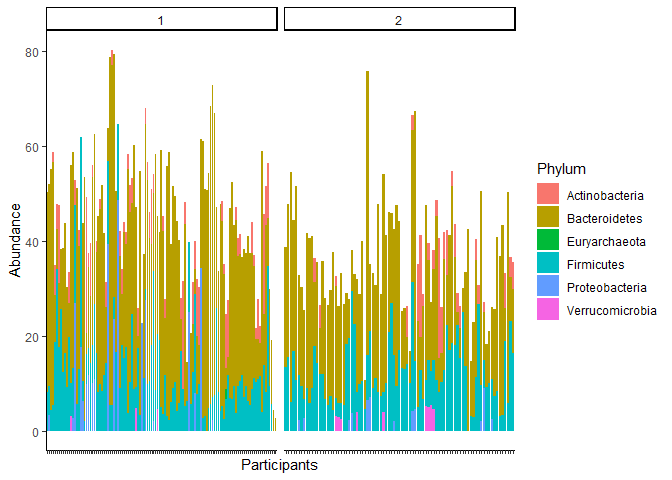 1
2
80
60
40
20
0
Abundance
Participants
Phylum
Actinobacteria
Bacteroidetes
Euryarchaeota
Firmicutes
Proteobacteria
Verrucomicrobia